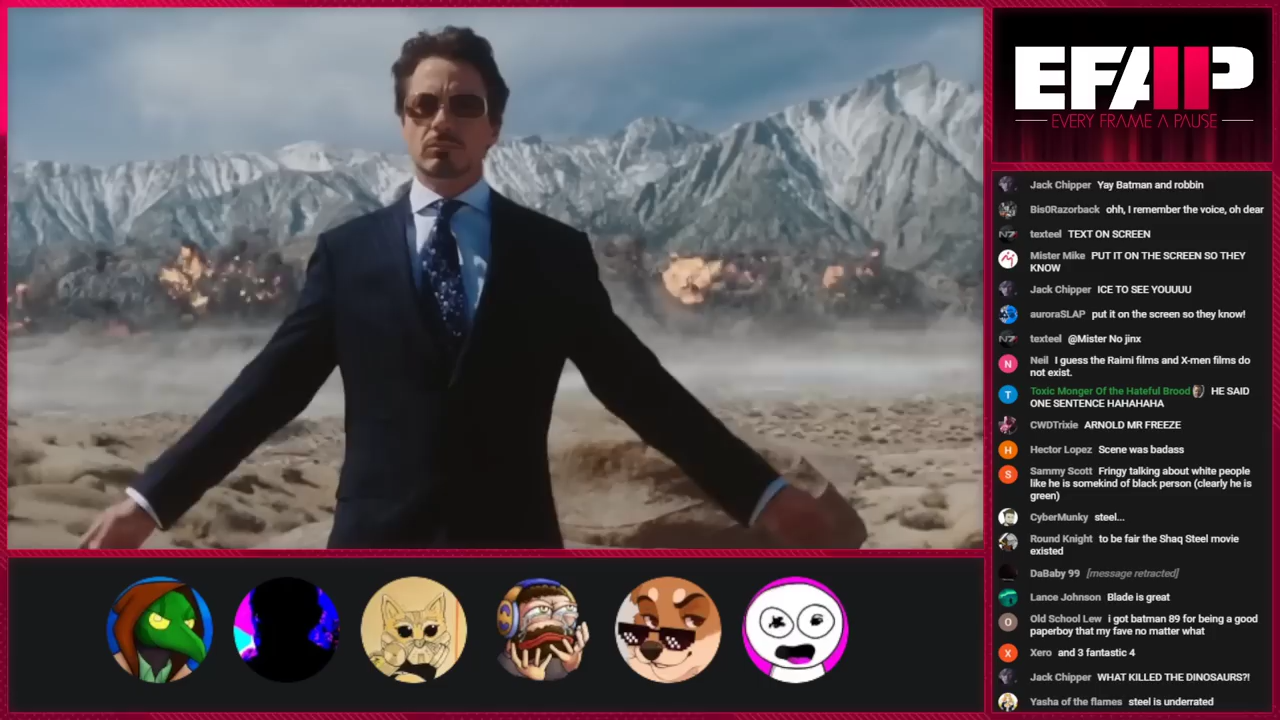 EFAP
EVERY FRAME A PAUSE
Jack Chipper Yay Batman and robbin
Bis0Razorback ohh, I remember the voice, oh dear
N7
texteel TEXT ON SCREEN
Mister Mike PUT IT ON THE SCREEN SO THEY
KNOW
Jack Chipper ICE TO SEE YOUUUU
auroraSLAP put it on the screen so they know!
N7
texteel @Mister No jinx
N
Neil I guess the Raimi films and X-men films do
not exist.
T
Toxic Monger Of the Hateful Brood HE SAID
ONE SENTENCE HAHAHAHA
CWDTrixie ARNOLD MR FREEZE
H
Hector Lopez Scene was badass
S
Sammy Scott Fringy talking about white people
like he is somekind of black person (clearly he is
green)
CyberMunky steel...
Round Knight to be fair the Shaq Steel movie
existed
DaBaby 99 [message retracted]
Lance Johnson Blade is great
O
Old School Lew i got batman 89 for being a good
paperboy that my fave no matter what
X
Xero and 3 fantastic 4
Jack Chipper WHAT KILLED THE DINOSAURS?!
Yasha of the flames steel is underrated